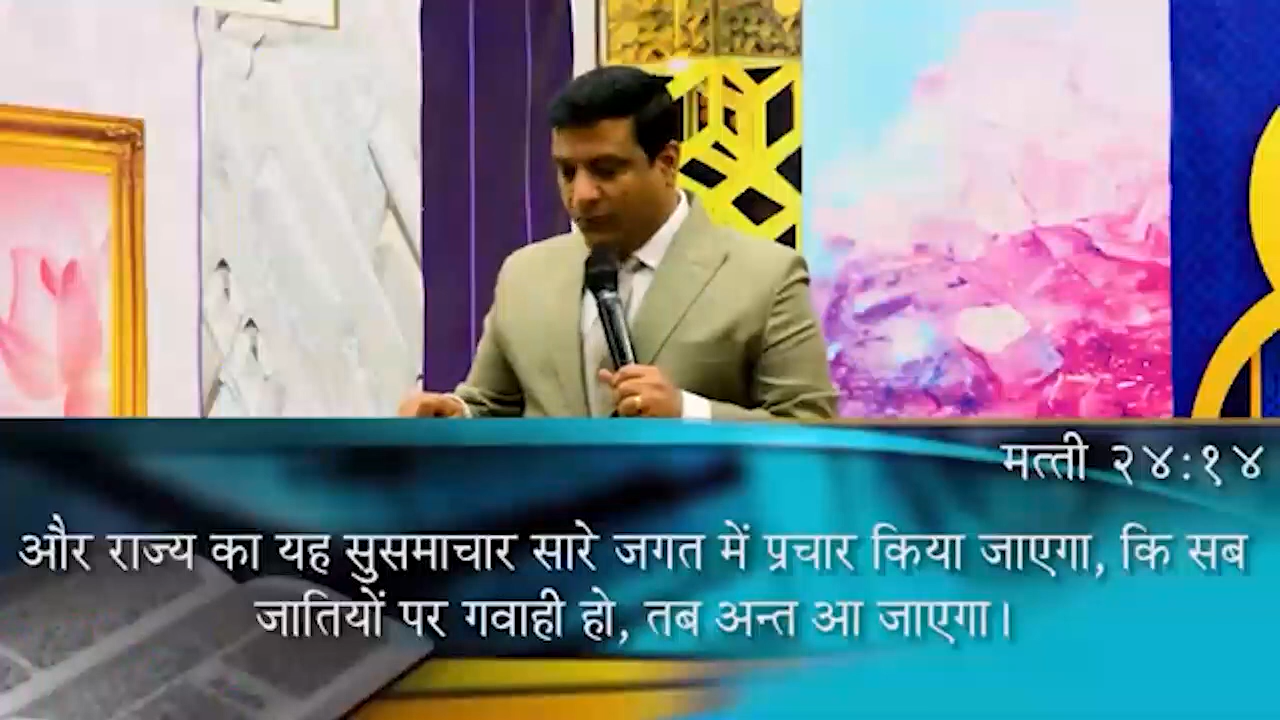 मत्ती २४:१४
और राज्य का यह सुसमाचार सारे जगत में प्रचार किया जाएगा, कि सब
जातियों पर गवाही हो, तब अन्त आ जाएगा।